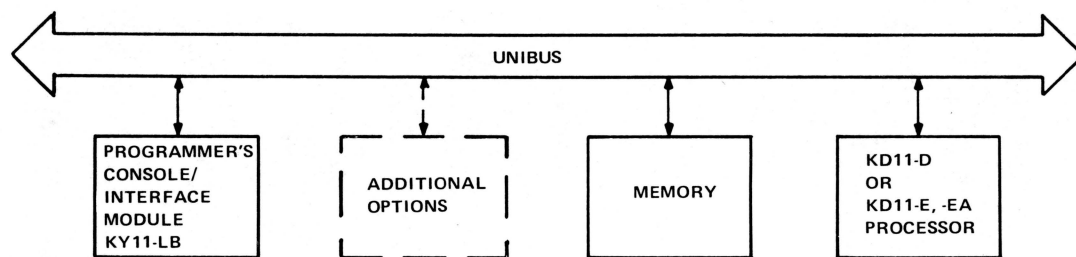 UNIBUS
PROGRAMMER'S
CONSOLE/
INTERFACE
MODULE
KY11-LB
ADDITIONAL
OPTIONS
MEMORY
KD11-D
OR
KD11-E, -EA
PROCESSOR